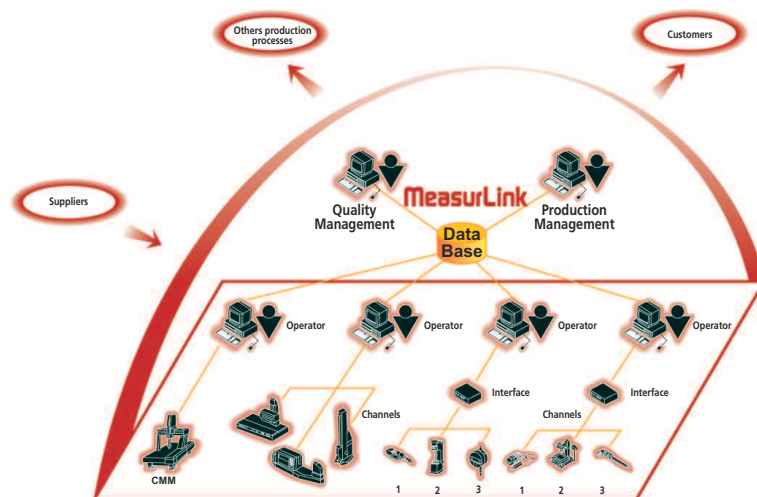 Others production
processes
Customers
Suppliers
MeasurLink
Quality
Management
Production
Management
Data
Base
Operator
Operator
Operator
Operator
Interface
Interface
Channels
Channels
CMM
1
2
3
1
2
3